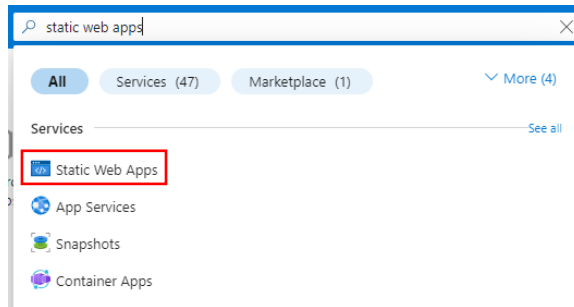 static web apps
All Services (47) Marketplace (1) More (4)
Services See all
Static Web Apps
App Services
Snapshots
Container Apps